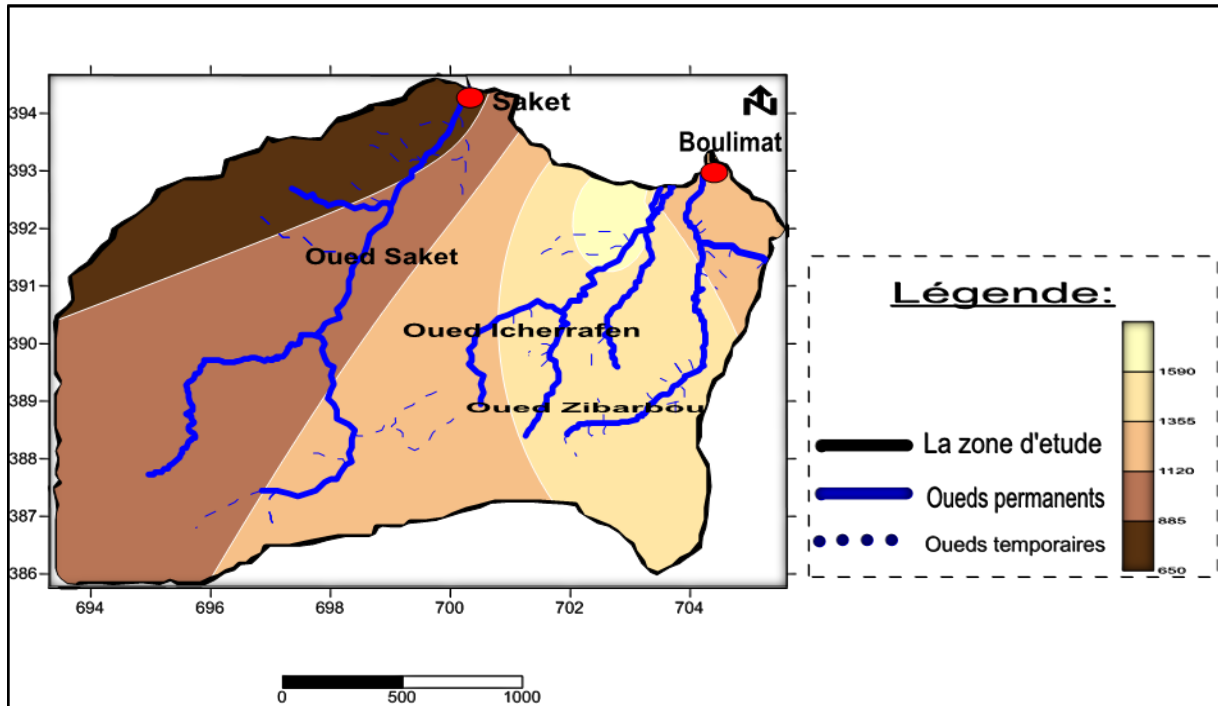 Saket
Boulimat
Oued Saket
Oued Icherrafen
Oued Zibarbou
N
394
393
392
391
390
389
388
387
386
694
696
698
700
702
704
0
500
1000
Légende:
1590
1355
1120
885
650
La zone d'etude
Oueds permanents
Oueds temporaires